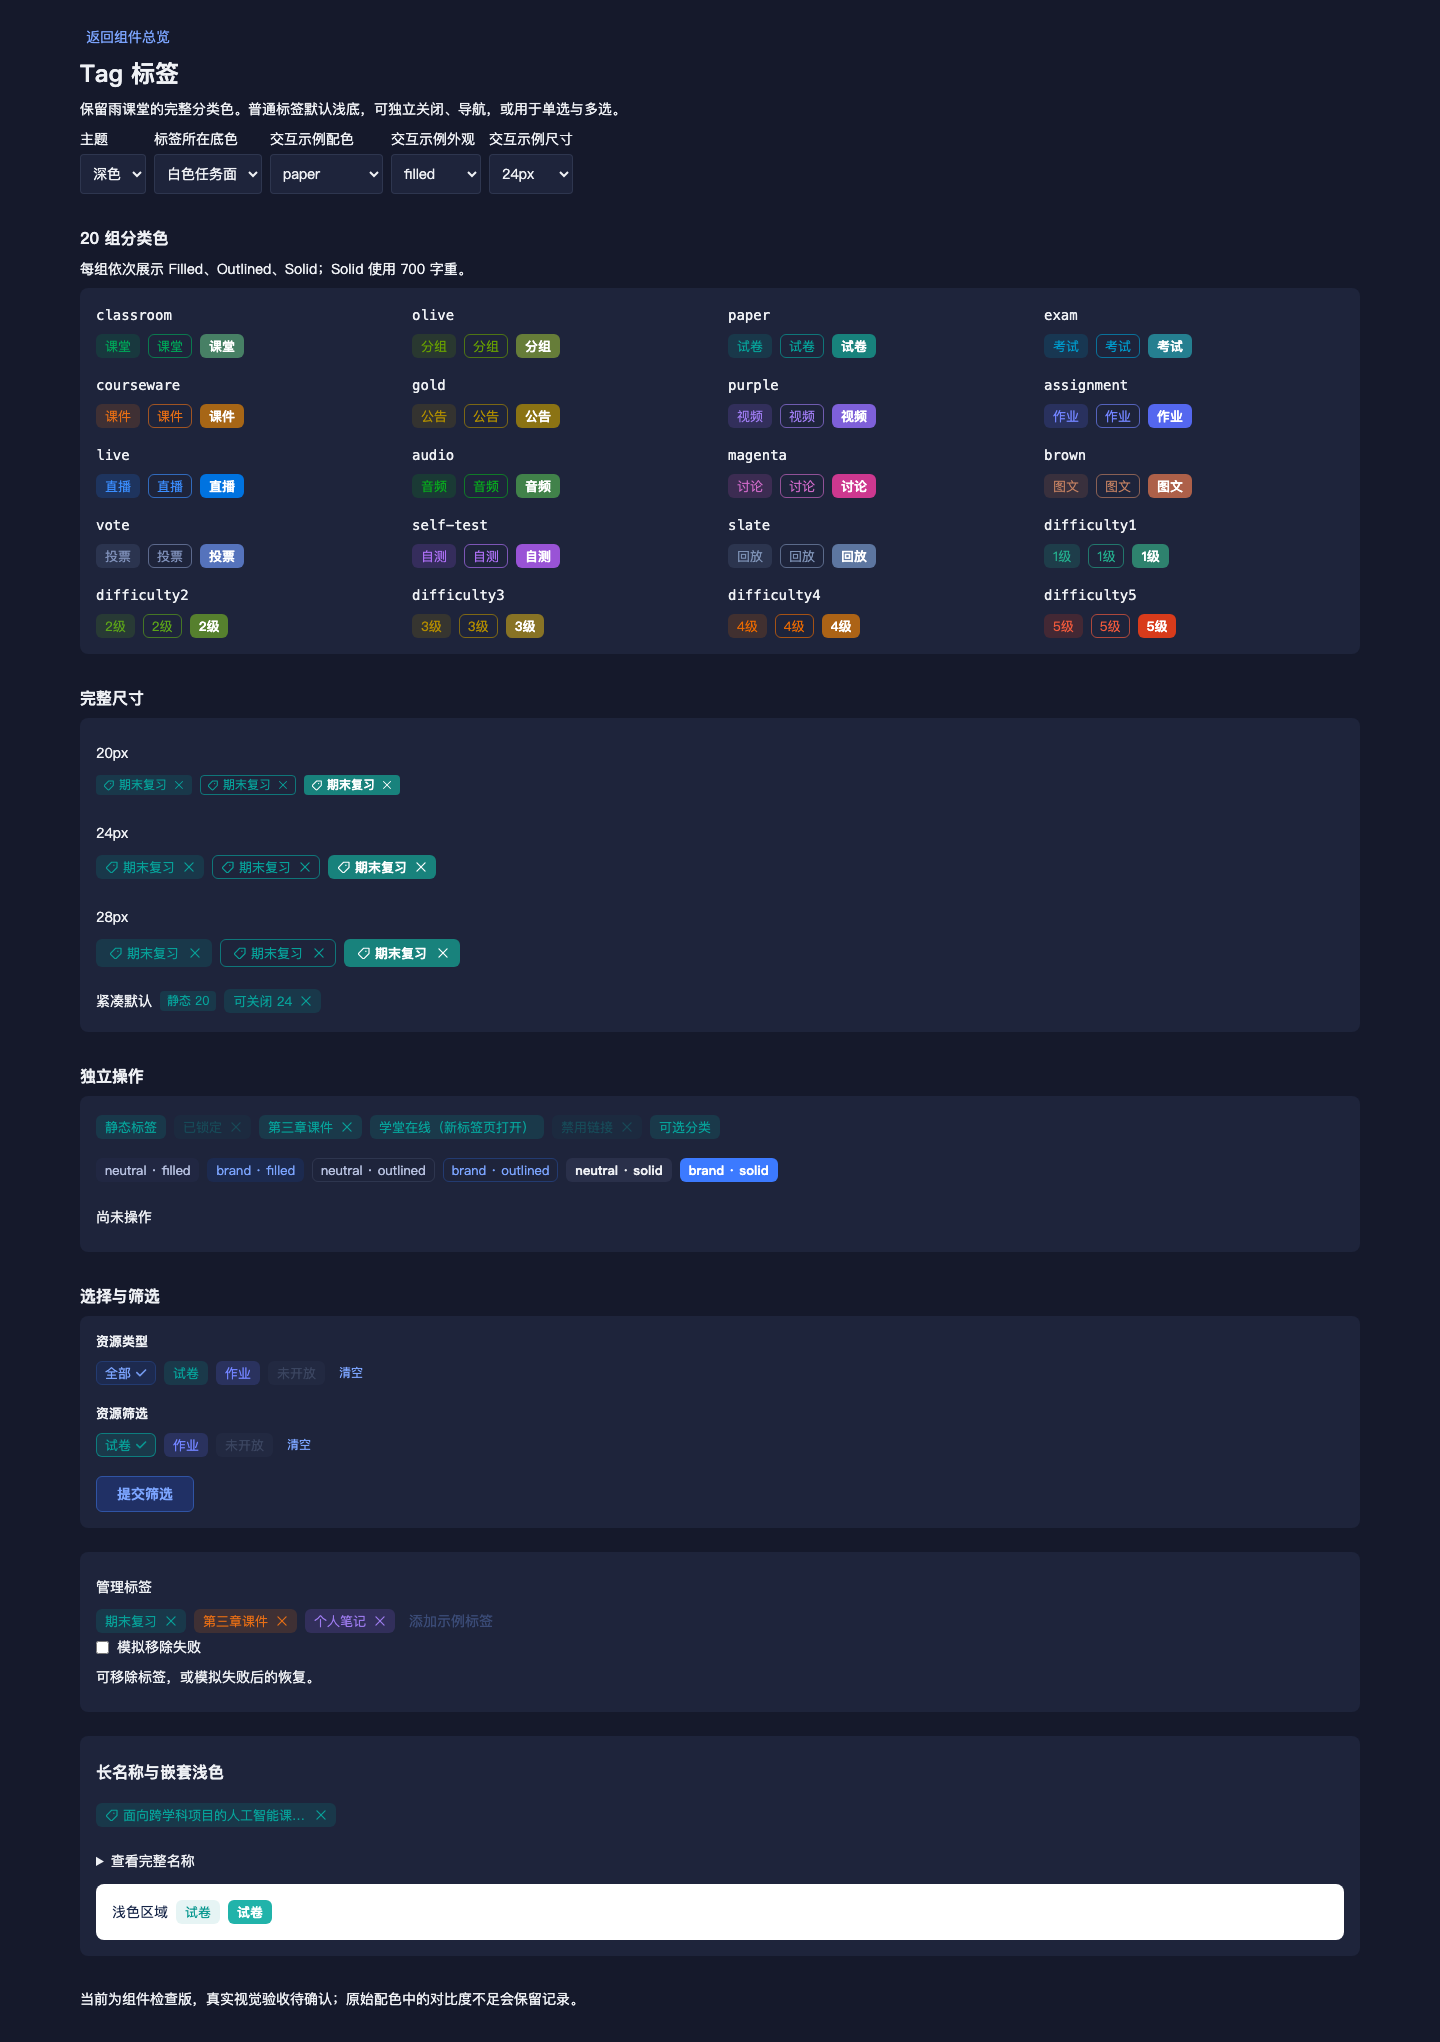 返回组件总览
Tag 标签
保留雨课堂的完整分类色。普通标签默认浅底，可独立关闭、导航，或用于单选与多选。
主题 标签所在底色 交互示例配色 交互示例外观 交互示例尺寸
深色 白色任务面 paper filled 24px
20 组分类色
每组依次展示 Filled、Outlined、Solid；Solid 使用 700 字重。
classroom olive paper exam
课堂 课堂 课堂 分组 分组 分组 试卷 试卷 试卷 考试 考试 考试
courseware gold purple assignment
课件 课件 课件 公告 公告 公告 视频 视频 视频 作业 作业 作业
live audio magenta brown
直播 直播 直播 音频 音频 音频 讨论 讨论 讨论 图文 图文 图文
vote self-test slate difficulty1
投票 投票 投票 自测 自测 自测 回放 回放 回放 1级 1级 1级
difficulty2 difficulty3 difficulty4 difficulty5
2级 2级 2级 3级 3级 3级 4级 4级 4级 5级 5级 5级
完整尺寸
20px
期末复习 期末复习 期末复习
24px
期末复习 期末复习 期末复习
28px
期末复习 期末复习 期末复习
紧凑默认 静态 20 可关闭 24
独立操作
静态标签 已锁定 第三章课件 学堂在线（新标签页打开） 禁用链接 可选分类
neutral · filled brand · filled neutral · outlined brand · outlined neutral · solid brand · solid
尚未操作
选择与筛选
资源类型
全部 试卷 作业 未开放 清空
资源筛选
试卷 作业 未开放 清空
提交筛选
管理标签
期末复习 第三章课件 个人笔记 添加示例标签
模拟移除失败
可移除标签，或模拟失败后的恢复。
长名称与嵌套浅色
面向跨学科项目的人工智能课...
查看完整名称
浅色区域 试卷 试卷
当前为组件检查版，真实视觉验收待确认；原始配色中的对比度不足会保留记录。